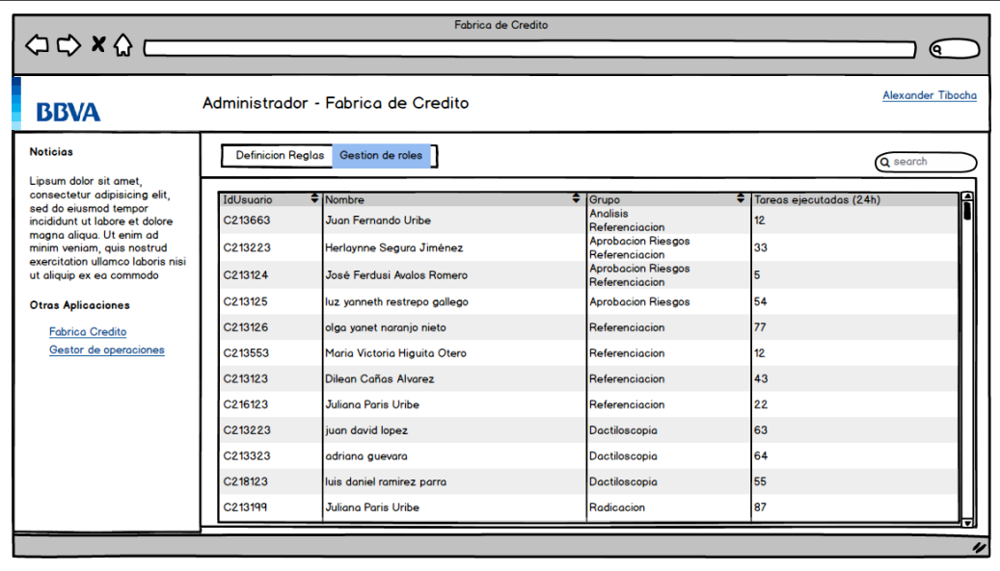 Fabrica de Credito
BBVA
Administrador - Fabrica de Credito
Alexander Tibocha
Noticias
Lipsum dolor sit amet,
consectetur adipisicing elit,
sed do eiusmod tempor
incididunt ut labore et dolore
magna aliqua. Ut enim ad
minim veniam, quis nostrud
exercitation ullamco laboris nisi
ut aliquip ex ea commodo
Otras Aplicaciones
Fabrica Credito
Gestor de operaciones
Definicion Reglas Gestion de roles
search
IdUsuario Nombre Grupo Tareas ejecutadas (24h)
C213663 Juan Fernando Uribe Analisis 12
Referenciacion
C213223 Herlaynne Segura Jiménez Aprobacion Riesgos 33
Referenciacion
C213124 José Ferdusi Avalos Romero Aprobacion Riesgos 5
Referenciacion
C213125 luz yanneth restrepo gallego Aprobacion Riesgos 54
C213126 olga yanet naranjo nieto Referenciacion 77
C213553 Maria Victoria Higuita Otero Referenciacion 12
C213123 Dilean Cañas Alvarez Referenciacion 43
C216123 Juliana Paris Uribe Referenciacion 22
C213223 juan david lopez Dactiloscopia 63
C213323 adriana guevara Dactiloscopia 64
C218123 luis daniel ramirez parra Dactiloscopia 55
C213199 Juliana Paris Uribe Radicacion 87